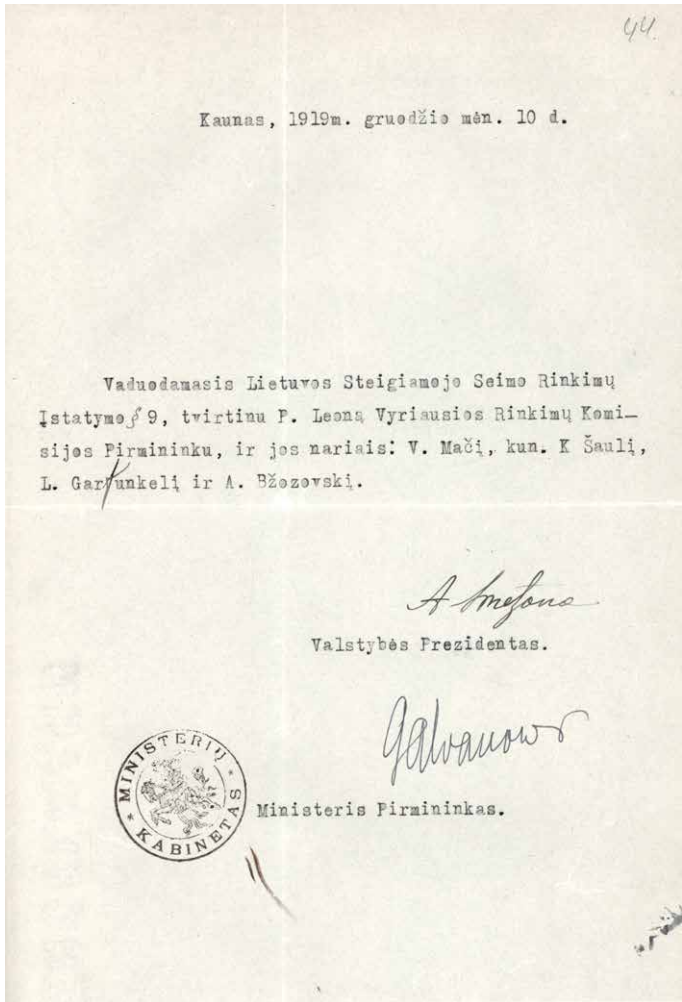 44.
Kaunas, 1919m. gruodžio mėn. 10 d.
Vaduodamasis Lietuvos Steigiamojo Seimo Rinkimų
Įstatymo § 9, tvirtinu P. Leoną Vyriausios Rinkimų Komi-
sijos Pirmininku, ir jos nariais: V. Mačį, kun. K Šaulį,
L. Garfunkelį ir A. Bžozovskį.
A Smetona
Valstybės Prezidentas.
Galvanows
MINISTERIŲ
KABINETAS
Ministeris Pirmininkas.